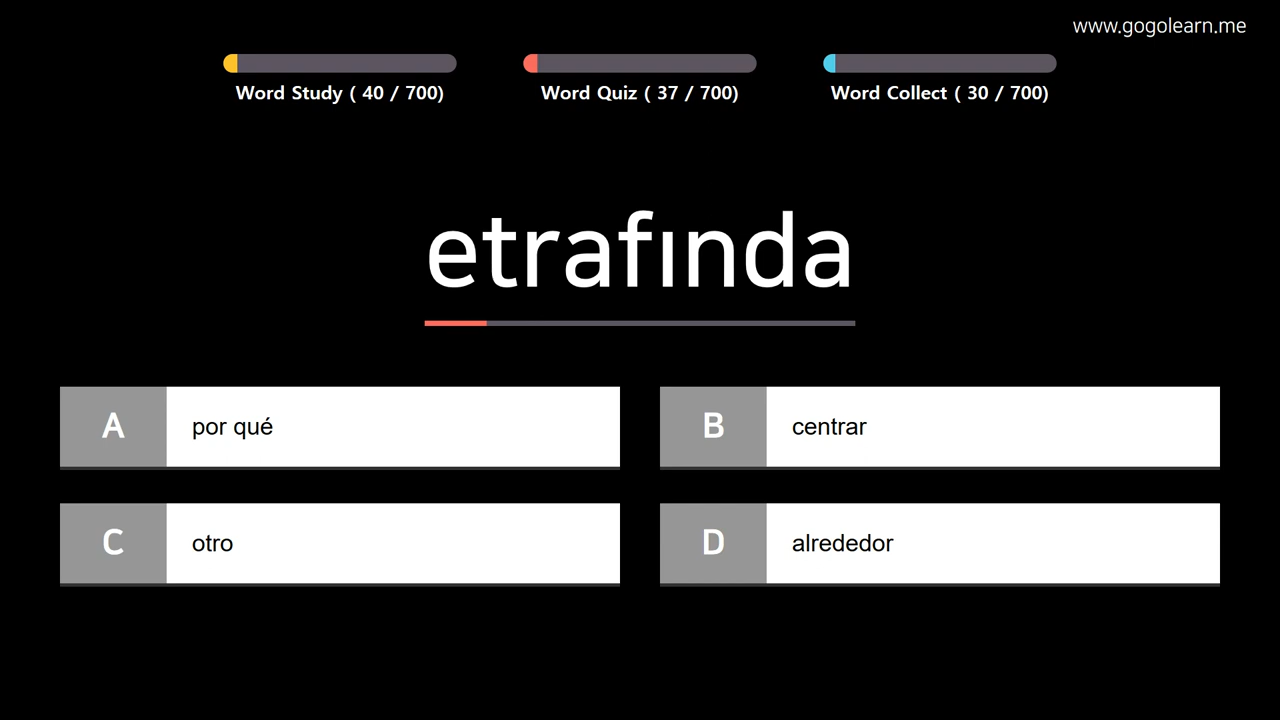 www.gogolearn.me
Word Study ( 40 / 700)
Word Quiz ( 37 / 700)
Word Collect ( 30 / 700)
etrafında
A
por qué
B
centrar
C
otro
D
alrededor